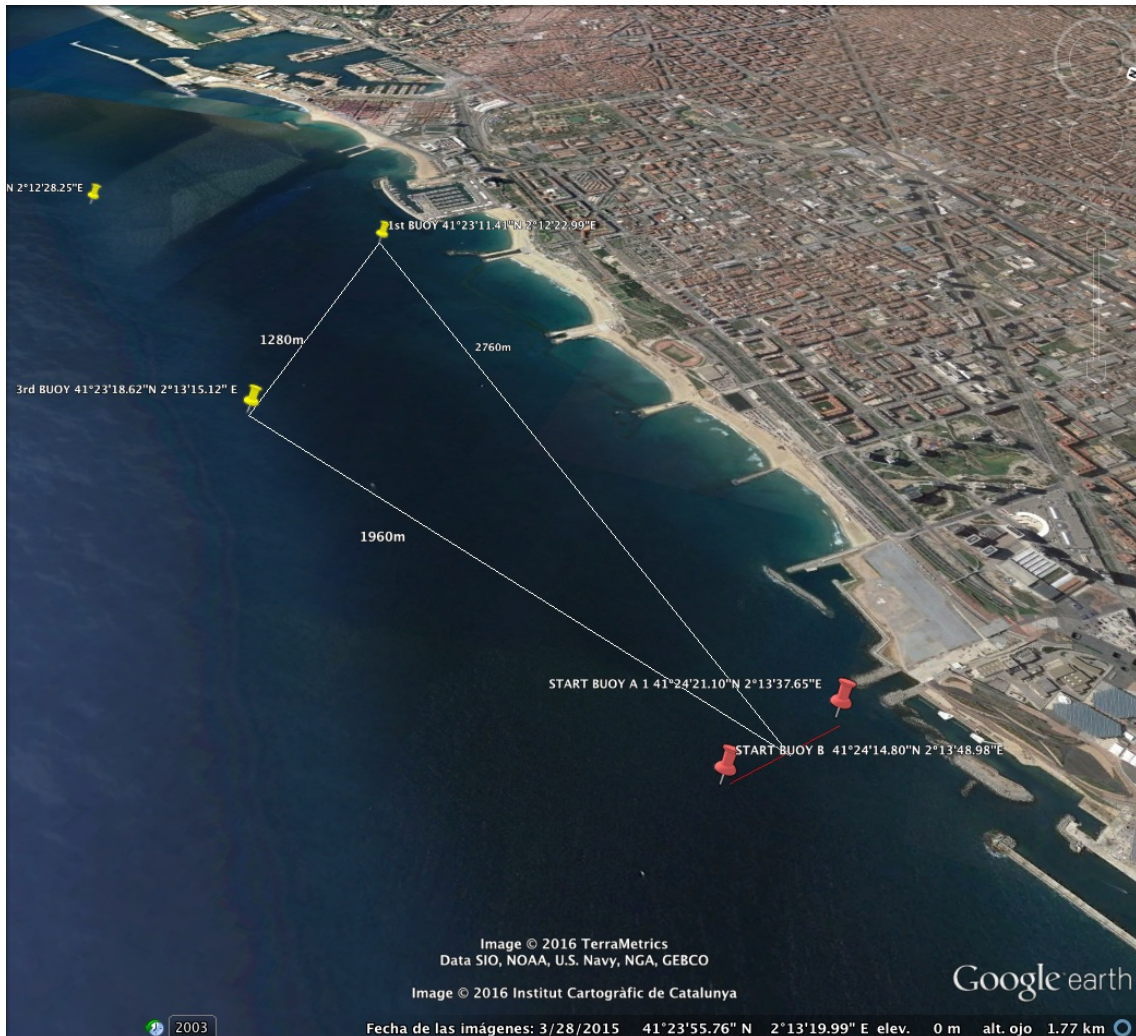 N 2°12'28.25"E
1st BUOY 41°23'11.41"N 2°12'22.99"E
1280m
2760m
3rd BUOY 41°23'18.62"N 2°13'15.12" E
1960m
START BUOY A 1 41°24'21.10"N 2°13'37.65"E
START BUOY B 41°24'14.80"N 2°13'48.98"E
Image © 2016 TerraMetrics
Data SIO, NOAA, U.S. Navy, NGA, GEBCO
Image © 2016 Institut Cartogràfic de Catalunya
Google earth
2003 Fecha de las imágenes: 3/28/2015 41°23'55.76" N 2°13'19.99" E elev. 0 m alt. ojo 1.77 km